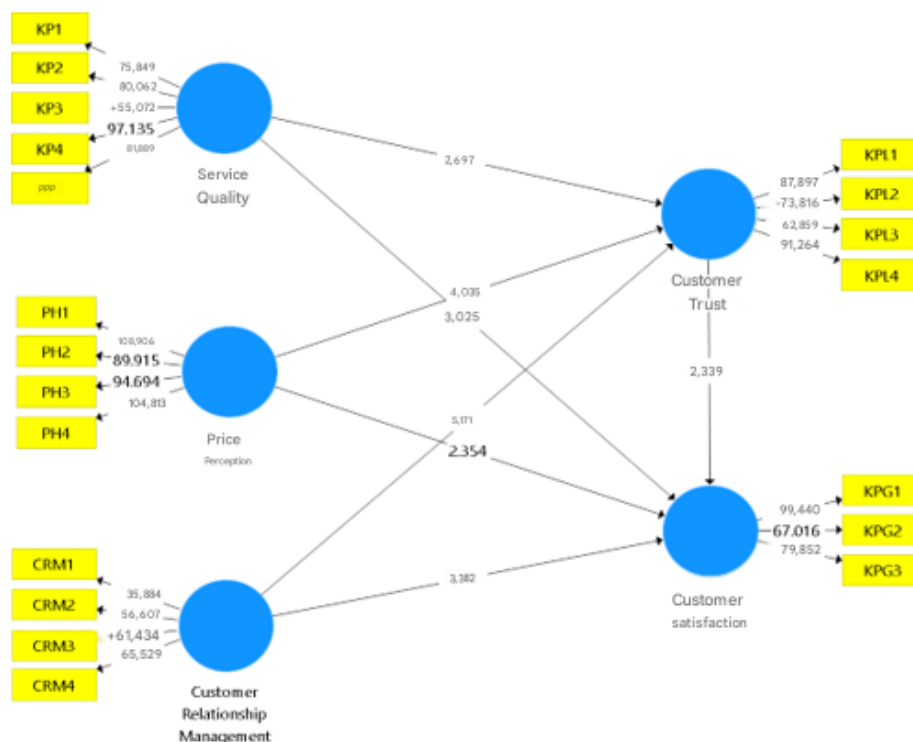 KP1
KP2
KP3
KP4
PPP
75,849
80,062
+55,072
97.135
81,889
Service
Quality
2,697
KPL1
KPL2
KPL3
KPL4
87,897
-73,816
62,859
91,264
Customer
Trust
4,035
3,025
2,339
PH1
PH2
PH3
PH4
108,906
89.915
94.694
104,813
Price
Perception
5,171
2.354
KPG1
KPG2
KPG3
99,440
67.016
79,852
Customer
satisfaction
3,382
CRM1
CRM2
CRM3
CRM4
35,884
56,607
+61,434
65,529
Customer
Relationship
Management